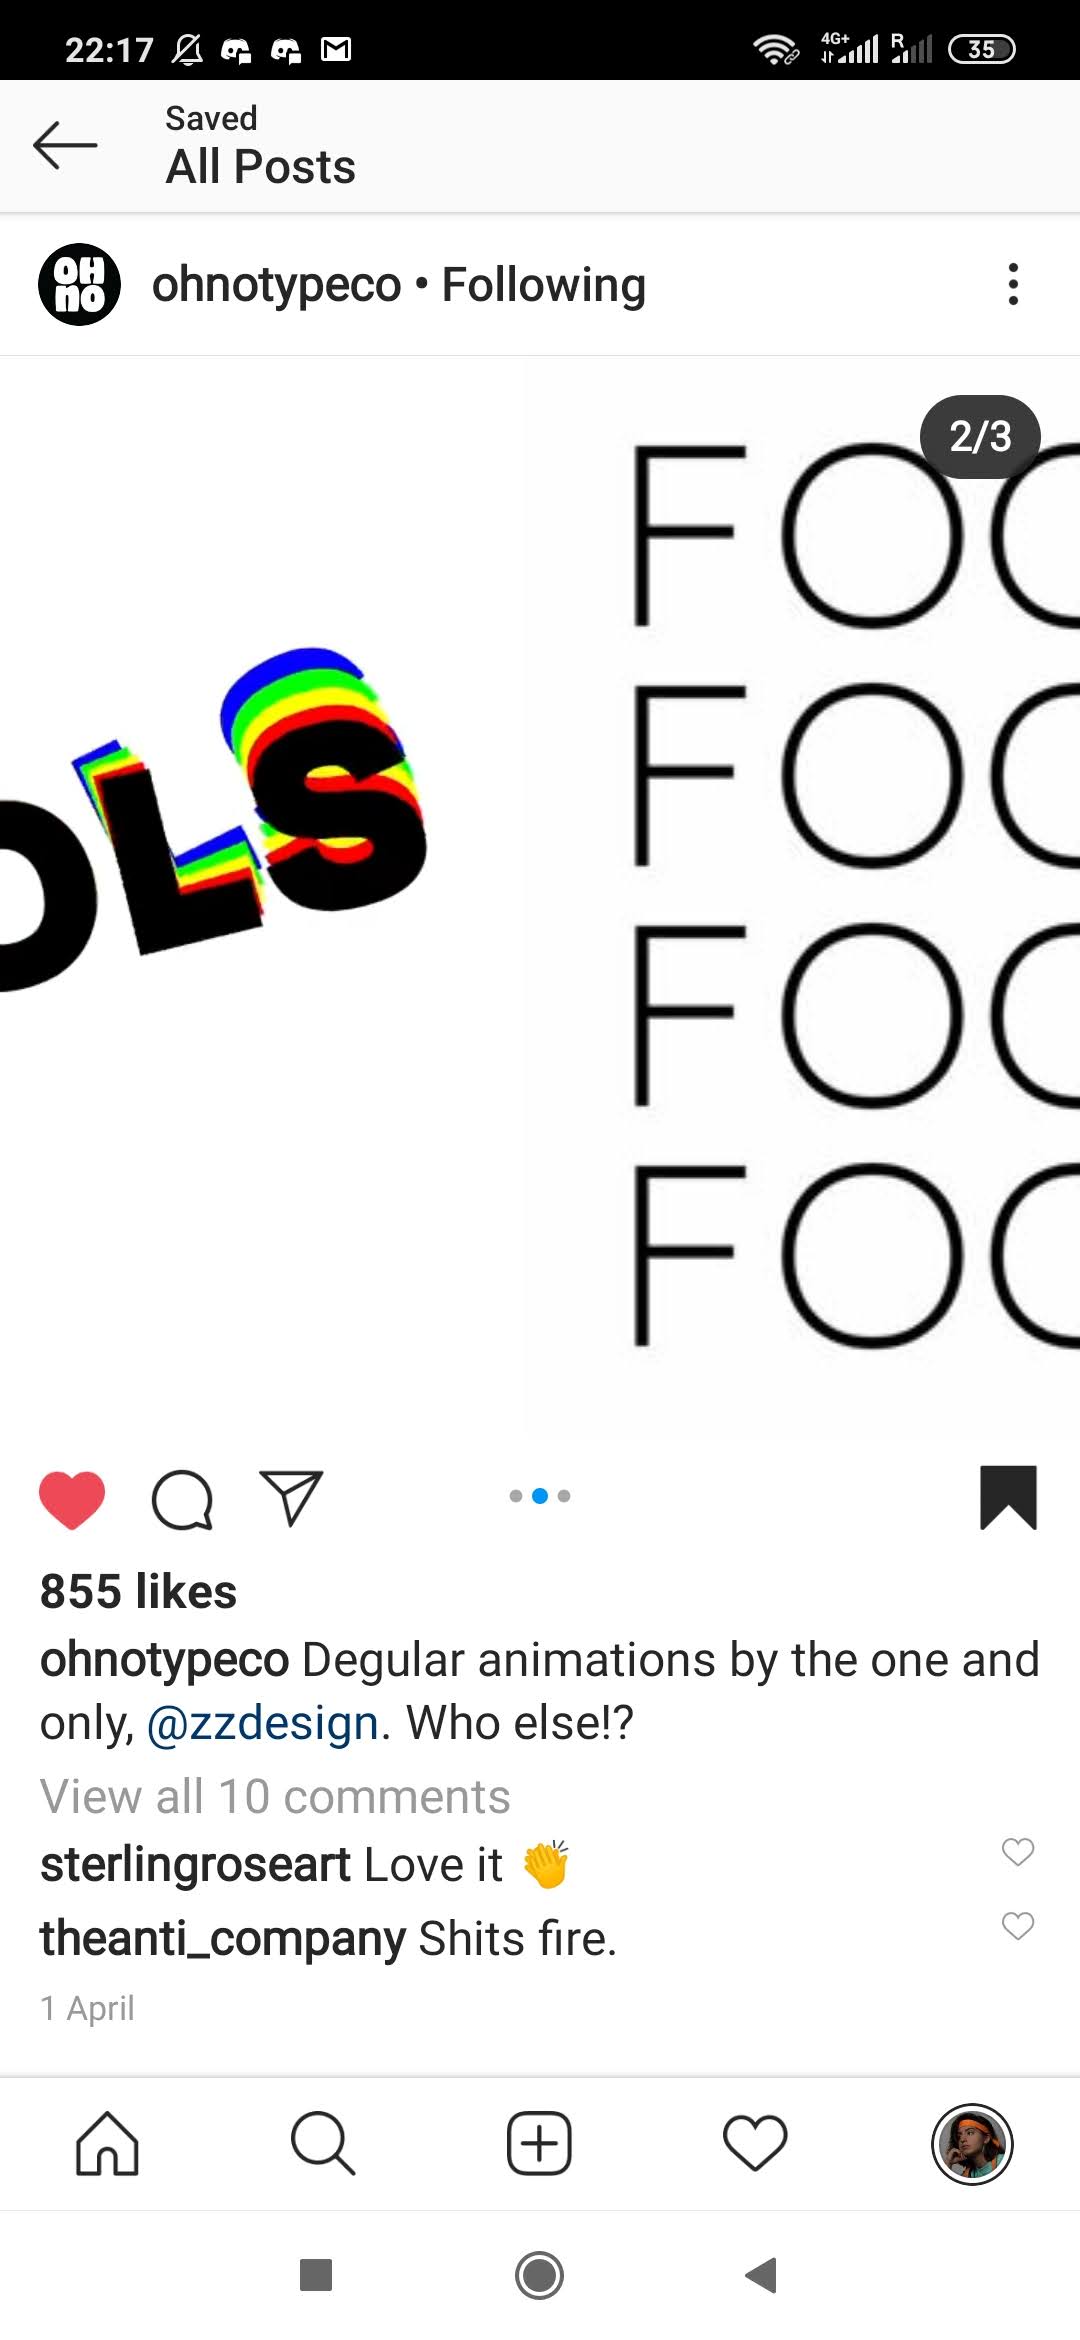 22:17
4G+
R
35
Saved
All Posts
OH
NO
ohnotypeco • Following
2/3
OLS
FOO
FOO
FOO
FOO
855 likes
ohnotypeco Degular animations by the one and
only, @zzdesign. Who else!?
View all 10 comments
sterlingroseart Love it 👏
theanti_company Shits fire.
1 April